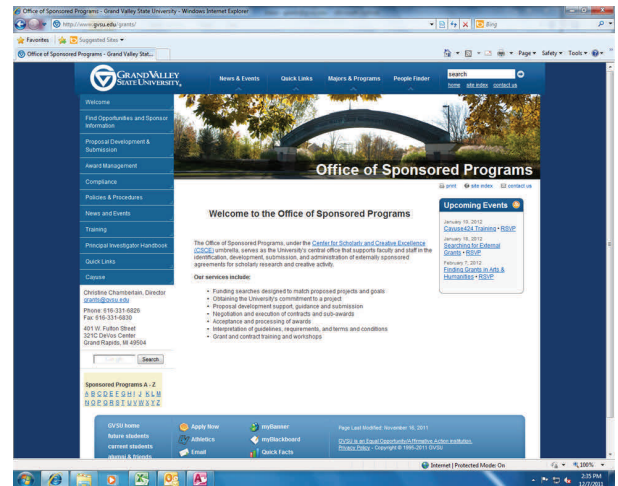 Office of Sponsored Programs - Grand Valley State University - Windows Internet Explorer
http://www.gvsu.edu/grants/
Bing
Favorites
Suggested Sites
Office of Sponsored Programs - Grand Valley Stat...
Page
Safety
Tools
GRAND VALLEY
STATE UNIVERSITY
News & Events
Quick Links
Majors & Programs
People Finder
search
home site index contact us
Welcome
Find Opportunities and Sponsor
Information
Proposal Development &
Submission
Award Management
Compliance
Policies & Procedures
News and Events
Training
Principal Investigator Handbook
Quick Links
Cayuse
Office of Sponsored Programs
print site index contact us
Welcome to the Office of Sponsored Programs
The Office of Sponsored Programs, under the Center for Scholarly and Creative Excellence
(CSCE) umbrella, serves as the University's central office that supports faculty and staff in the
identification, development, submission, and administration of externally sponsored
agreements for scholarly research and creative activity.
Our services include:
• Funding searches designed to match proposed projects and goals
• Obtaining the University's commitment to a project
• Proposal development support, guidance and submission
• Negotiation and execution of contracts and sub-awards
• Acceptance and processing of awards
• Interpretation of guidelines, requirements, and terms and conditions
• Grant and contract training and workshops
Upcoming Events
January 10, 2012
Cayuse424 Training • RSVP
January 18, 2012
Searching for External
Grants • RSVP
February 7, 2012
Finding Grants in Arts &
Humanities • RSVP
Christine Chamberlain, Director
grants@gvsu.edu
Phone: 616-331-6826
Fax: 616-331-6830
401 W. Fulton Street
321C DeVos Center
Grand Rapids, MI 49504
Search
Sponsored Programs A - Z
A B C D E F G H I J K L M
N O P Q R S T U V W X Y Z
GVSU home
future students
current students
alumni & friends
Apply Now
Athletics
Email
myBanner
myBlackboard
Quick Facts
Page Last Modified: November 18, 2011
GVSU is an Equal Opportunity/Affirmative Action Institution.
Privacy Policy - Copyright © 1995-2011 GVSU
Internet | Protected Mode: On
100%
2:35 PM
12/7/2011